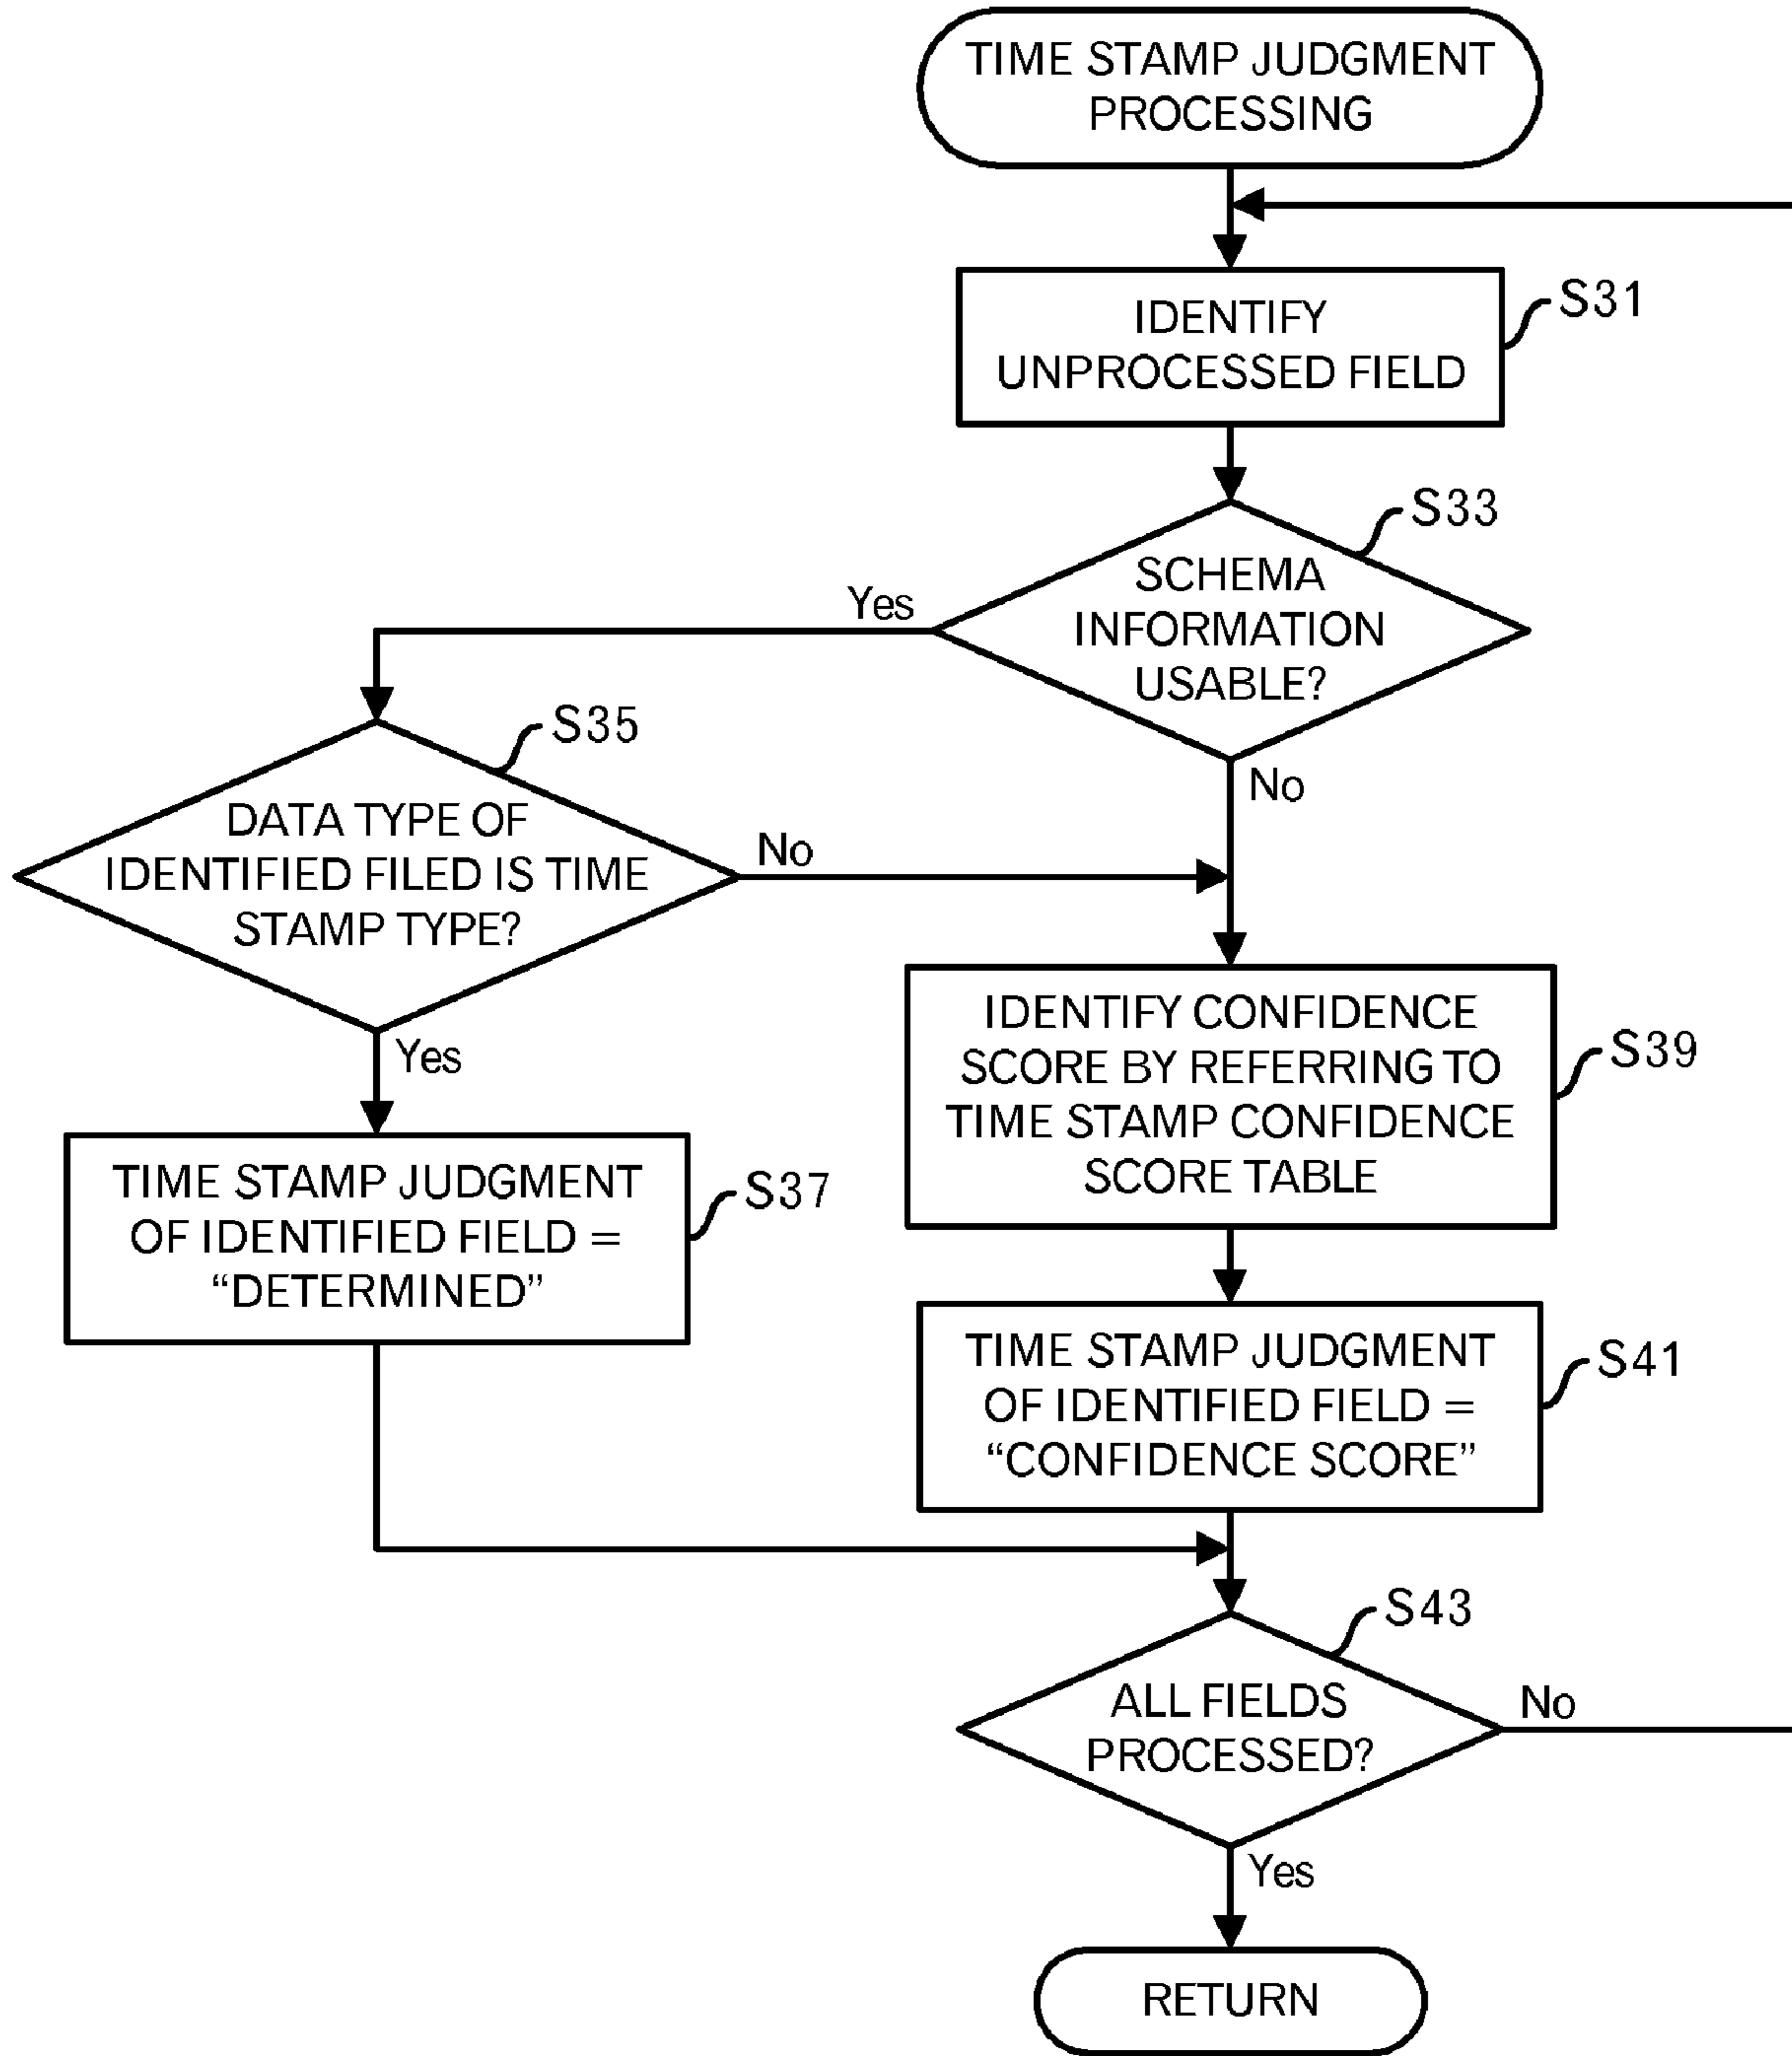 TIME STAMP JUDGMENT
PROCESSING
IDENTIFY
UNPROCESSED FIELD
S31
S33
SCHEMA
INFORMATION
USABLE?
Yes
No
S35
DATA TYPE OF
IDENTIFIED FILED IS TIME
STAMP TYPE?
No
Yes
TIME STAMP JUDGMENT
OF IDENTIFIED FIELD =
“DETERMINED”
S37
IDENTIFY CONFIDENCE
SCORE BY REFERRING TO
TIME STAMP CONFIDENCE
SCORE TABLE
S39
TIME STAMP JUDGMENT
OF IDENTIFIED FIELD =
“CONFIDENCE SCORE”
S41
S43
ALL FIELDS
PROCESSED?
No
Yes
RETURN